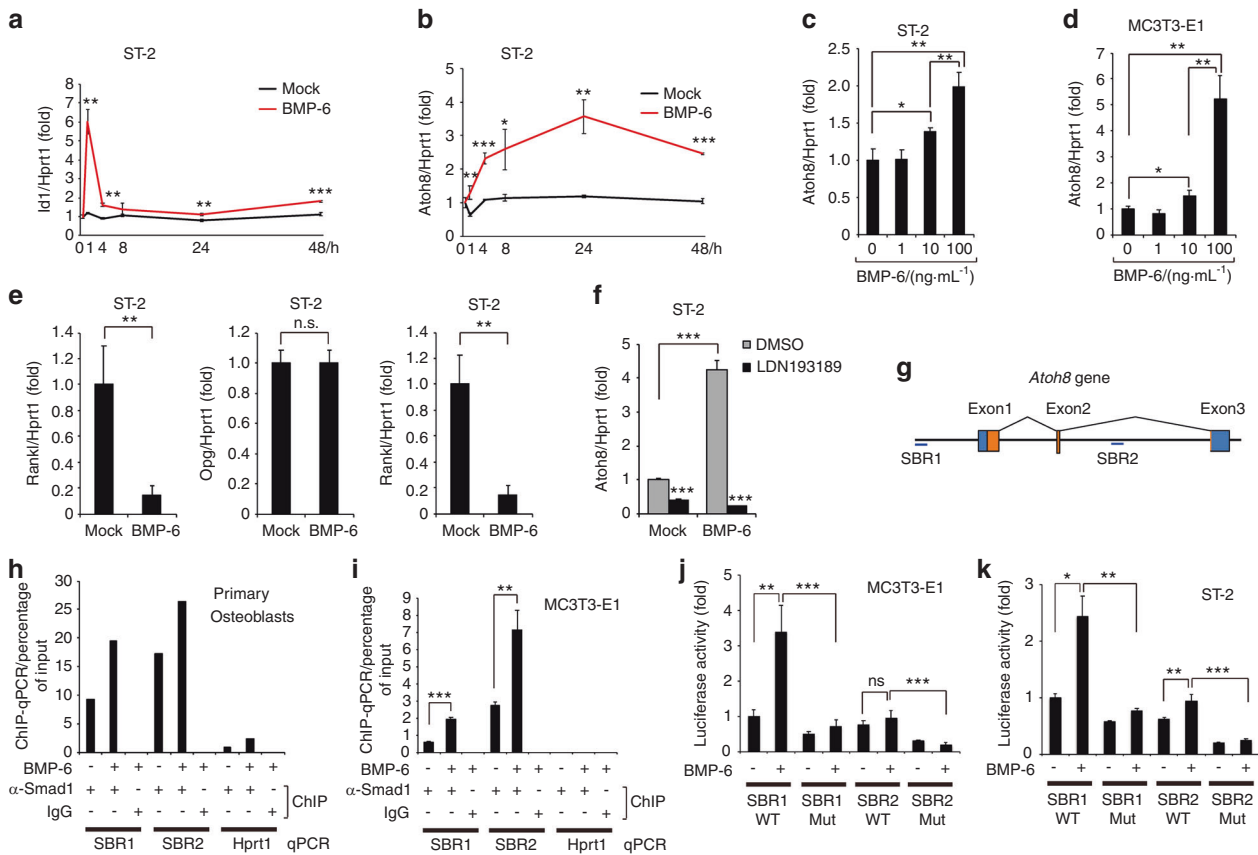 a
ST-2
Id1/Hprt1 (fold)
8
7
6
5
4
3
2
1
0
Mock
BMP-6
**
**
**
***
0 1 4 8 24 48/h
b
ST-2
Atoh8/Hprt1 (fold)
5
4
3
2
1
0
Mock
BMP-6
**
***
*
**
***
0 1 4 8 24 48/h
c
ST-2
Atoh8/Hprt1 (fold)
2.5
2.0
1.5
1.0
0.5
0
**
**
*
0 1 10 100
BMP-6/(ng·mL-1)
d
MC3T3-E1
Atoh8/Hprt1 (fold)
7
6
5
4
3
2
1
0
**
**
*
0 1 10 100
BMP-6/(ng·mL-1)
e
ST-2
Rankl/Hprt1 (fold)
1.4
1.2
1.0
0.8
0.6
0.4
0.2
0
**
Mock BMP-6
ST-2
Opg/Hprt1 (fold)
1.2
1.0
0.8
0.6
0.4
0.2
0
n.s.
Mock BMP-6
ST-2
Rankl/Hprt1 (fold)
1.4
1.2
1.0
0.8
0.6
0.4
0.2
0
**
Mock BMP-6
f
ST-2
Atoh8/Hprt1 (fold)
5
4
2
1
0
***
DMSO
LDN193189
***
***
Mock BMP-6
g
Atoh8 gene
Exon1 Exon2 Exon3
SBR1 SBR2
h
Primary
Osteoblasts
ChIP-qPCR/percentage
of input
30
25
20
15
10
5
0
BMP-6 - + + - + + - + +
α-Smad1 + + + + + +
IgG + + +
ChIP
SBR1 SBR2 Hprt1 qPCR
i
MC3T3-E1
ChIP-qPCR/percentage
of input
9
7
5
4
3
2
1
0
***
**
BMP-6 - + + - + + - + +
α-Smad1 + + + + + +
IgG + + +
ChIP
SBR1 SBR2 Hprt1 qPCR
j
MC3T3-E1
Luciferase activity (fold)
5
4
3
2
1
0
** ***
ns ***
BMP-6 - + - + - + - +
SBR1 SBR1 SBR2 SBR2
WT Mut WT Mut
k
ST-2
Luciferase activity (fold)
3
2
1
0
* **
** ***
BMP-6 - + - + - + - +
SBR1 SBR1 SBR2 SBR2
WT Mut WT Mut